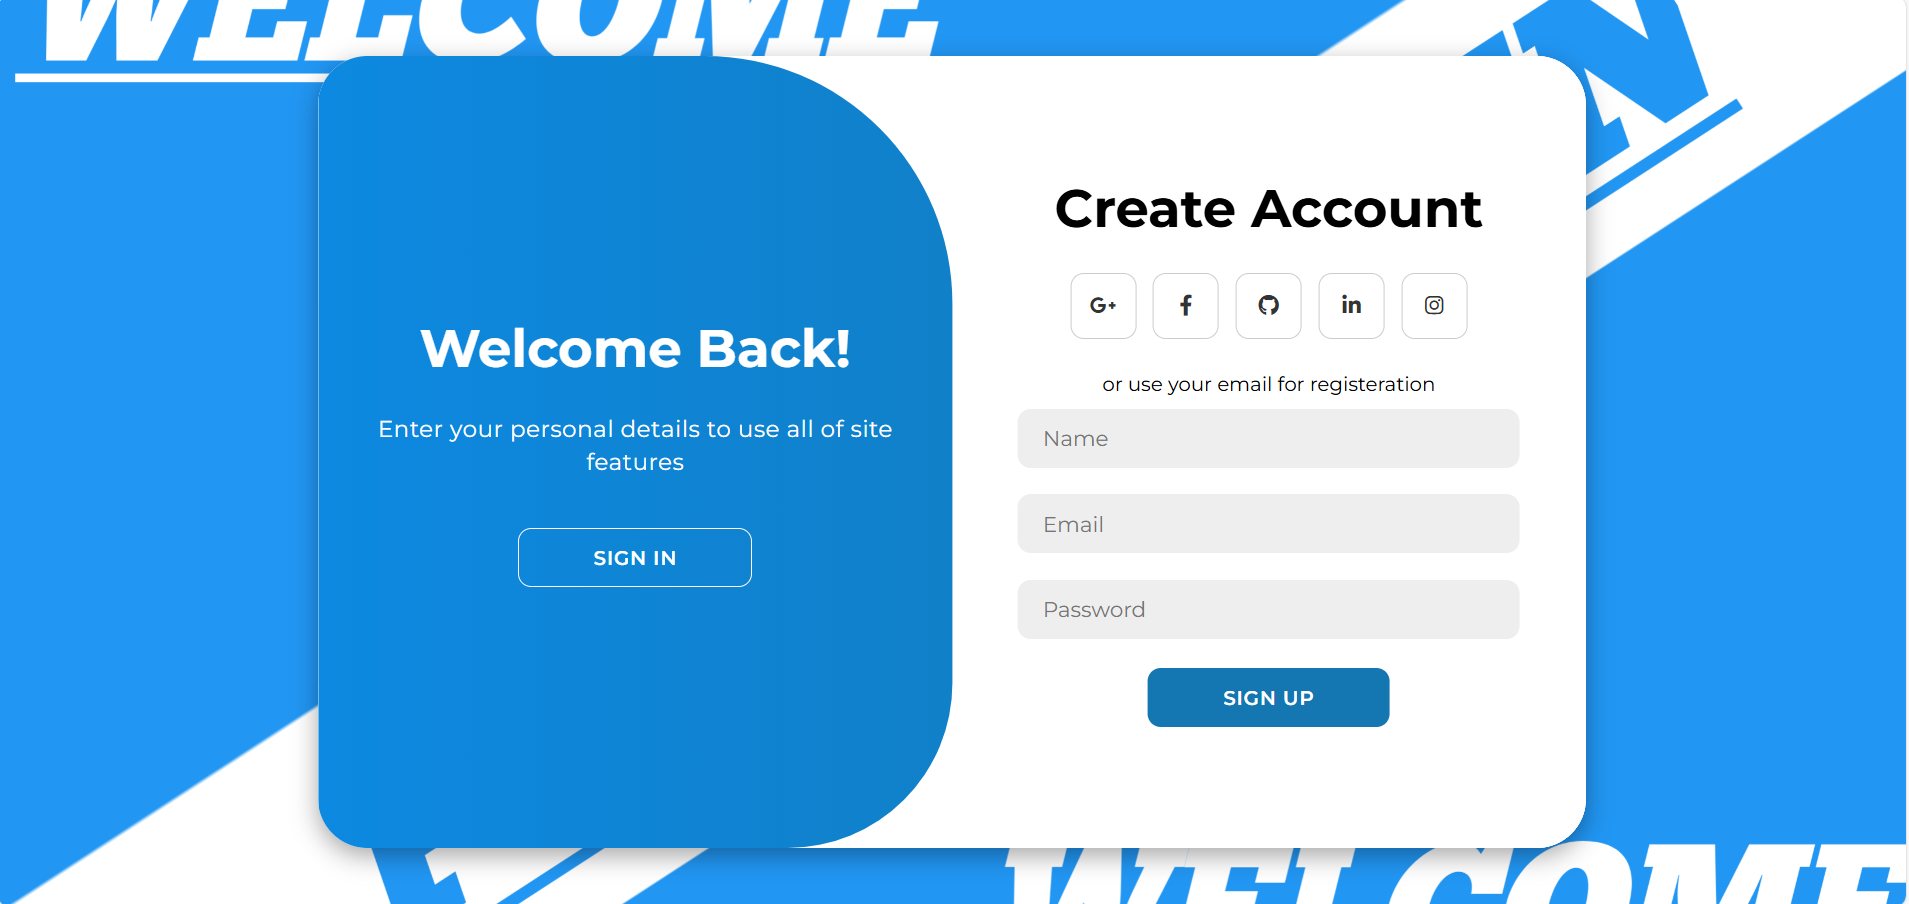 WELCOME
Welcome Back!
Enter your personal details to use all of site
features
SIGN IN
Create Account
G+
f
in
or use your email for registeration
Name
Email
Password
SIGN UP
WELCOME